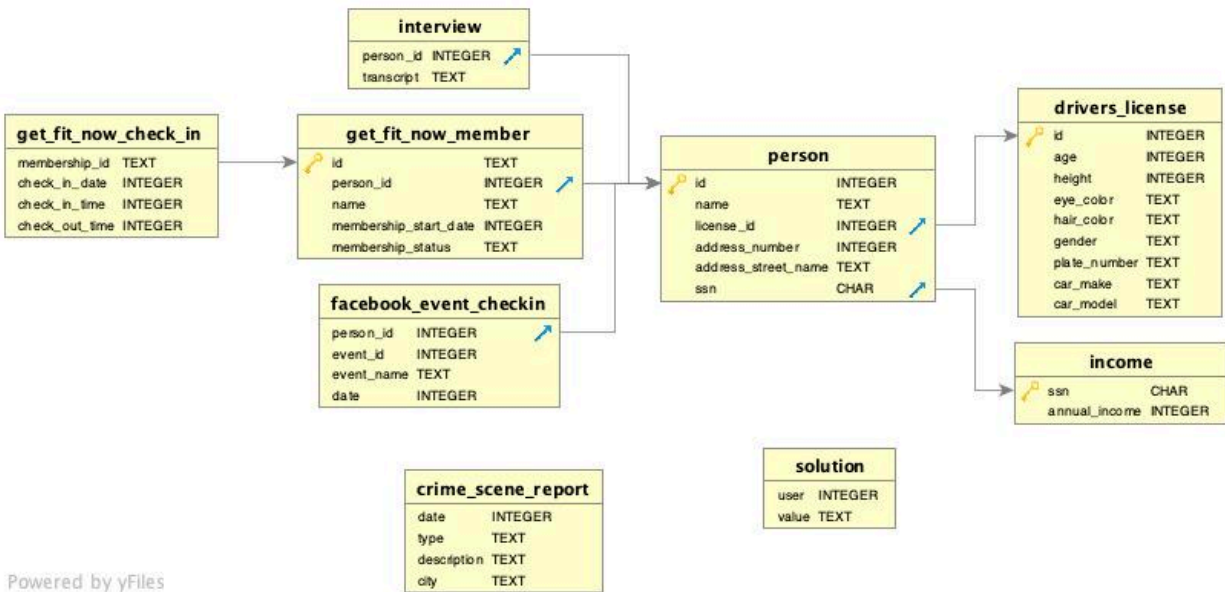 interview
person_id INTEGER
transcript TEXT
get_fit_now_check_in
membership_id TEXT
check_in_date INTEGER
check_in_time INTEGER
check_out_time INTEGER
get_fit_now_member
id TEXT
person_id INTEGER
name TEXT
membership_start_date INTEGER
membership_status TEXT
facebook_event_checkin
person_id INTEGER
event_id INTEGER
event_name TEXT
date INTEGER
person
id INTEGER
name TEXT
license_id INTEGER
address_number INTEGER
address_street_name TEXT
ssn CHAR
drivers_license
id INTEGER
age INTEGER
height INTEGER
eye_color TEXT
hair_color TEXT
gender TEXT
plate_number TEXT
car_make TEXT
car_model TEXT
income
ssn CHAR
annual_income INTEGER
solution
user INTEGER
value TEXT
crime_scene_report
date INTEGER
type TEXT
description TEXT
city TEXT
Powered by yFiles